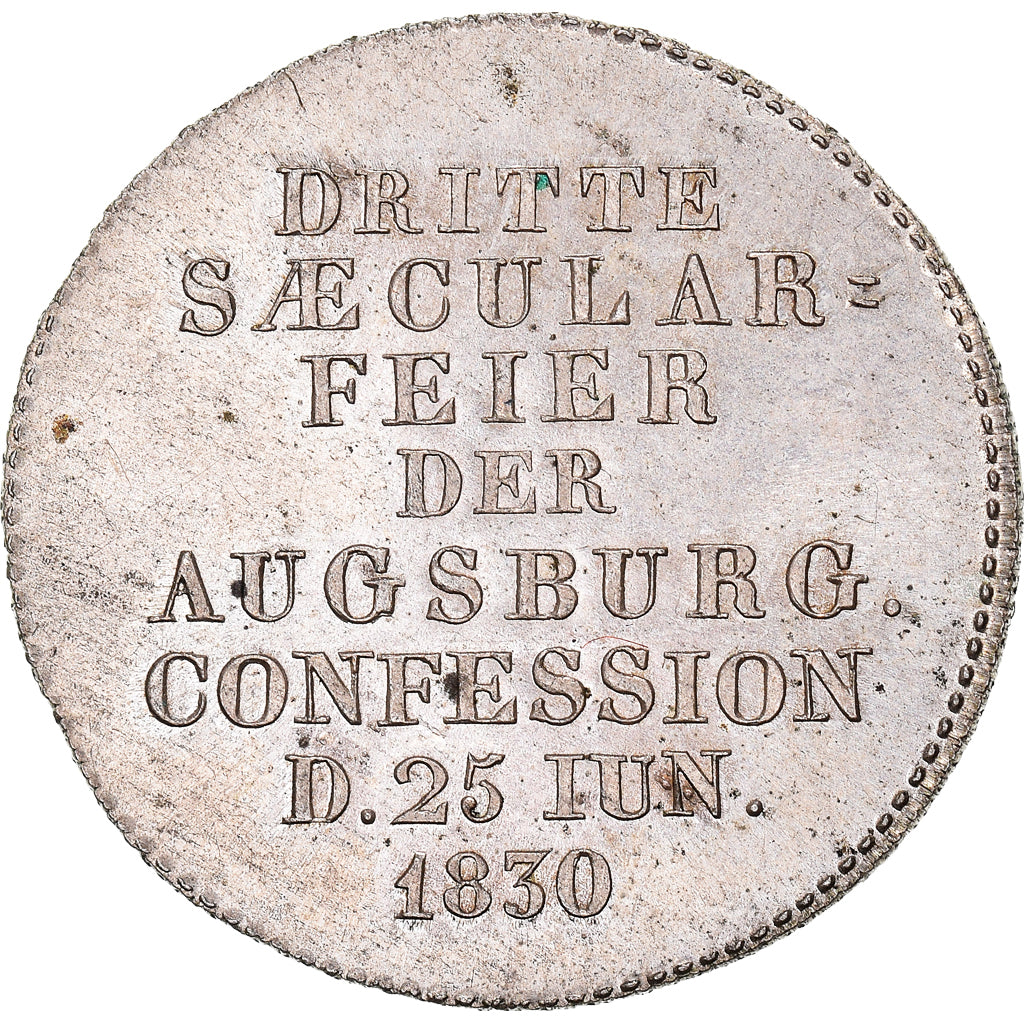 DRITTE
SÆCULAR-
FEIER
DER
AUGSBURG.
CONFESSION
D. 25 IUN.
1830